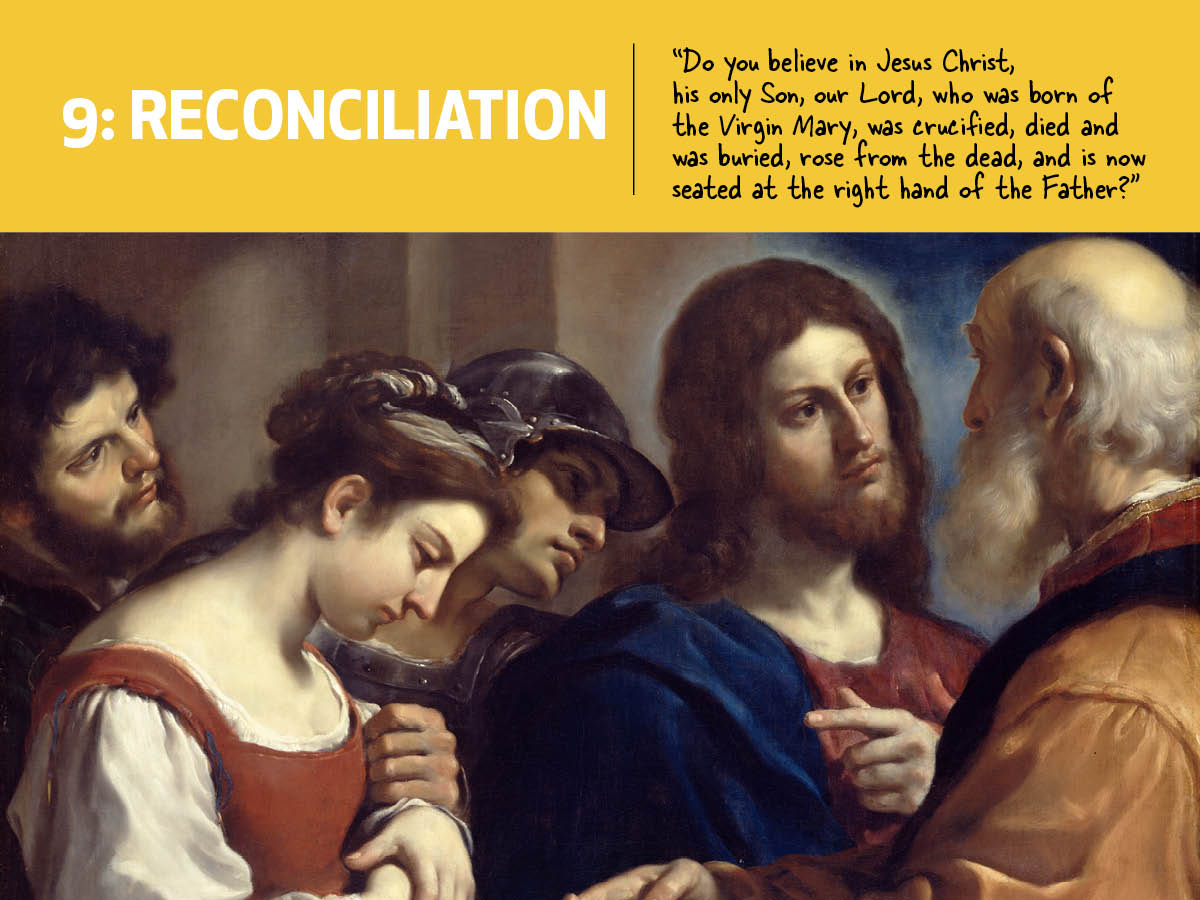 9: RECONCILIATION
“Do you believe in Jesus Christ,
his only Son, our Lord, who was born of
the Virgin Mary, was crucified, died and
was buried, rose from the dead, and is now
seated at the right hand of the Father?”